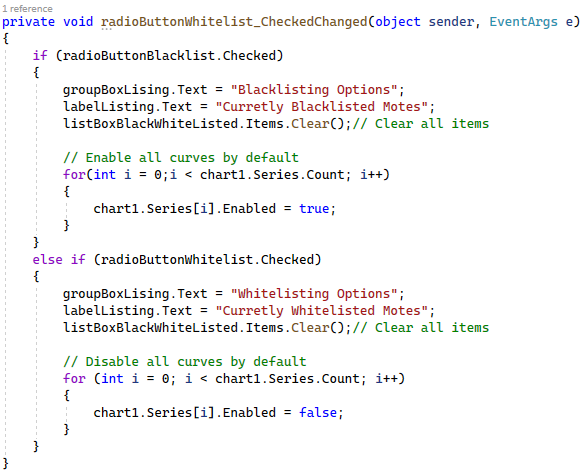 1 reference
private void radioButtonWhitelist_CheckedChanged(object sender, EventArgs e)
{
    if (radioButtonBlacklist.Checked)
    {
        groupBoxLising.Text = "Blacklisting Options";
        labelListing.Text = "Curretly Blacklisted Motes";
        listBoxBlackWhiteListed.Items.Clear();// Clear all items

        // Enable all curves by default
        for(int i = 0;i < chart1.Series.Count; i++)
        {
            chart1.Series[i].Enabled = true;
        }
    }
    else if (radioButtonWhitelist.Checked)
    {
        groupBoxLising.Text = "Whitelisting Options";
        labelListing.Text = "Curretly Whitelisted Motes";
        listBoxBlackWhiteListed.Items.Clear();// Clear all items

        // Disable all curves by default
        for (int i = 0; i < chart1.Series.Count; i++)
        {
            chart1.Series[i].Enabled = false;
        }
    }
}